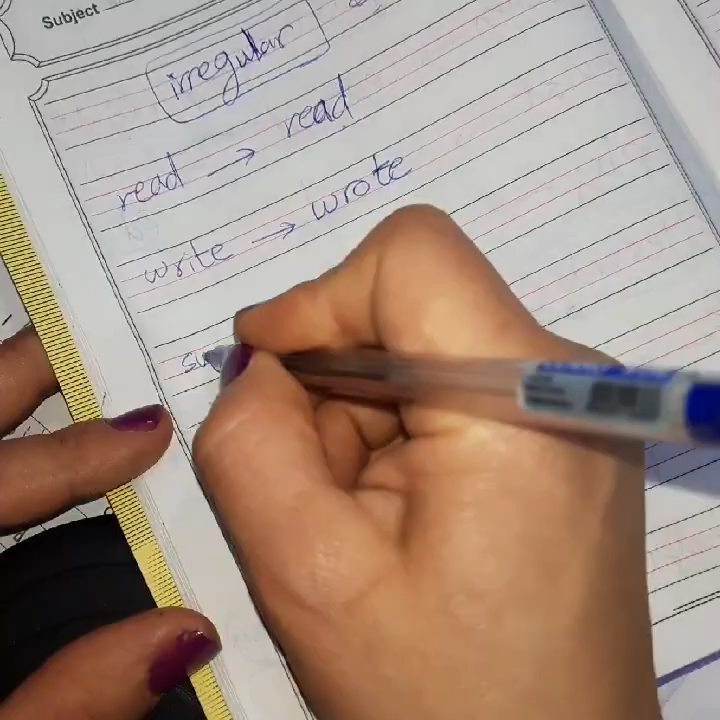 Subject
irregular
read → read
write → wrote